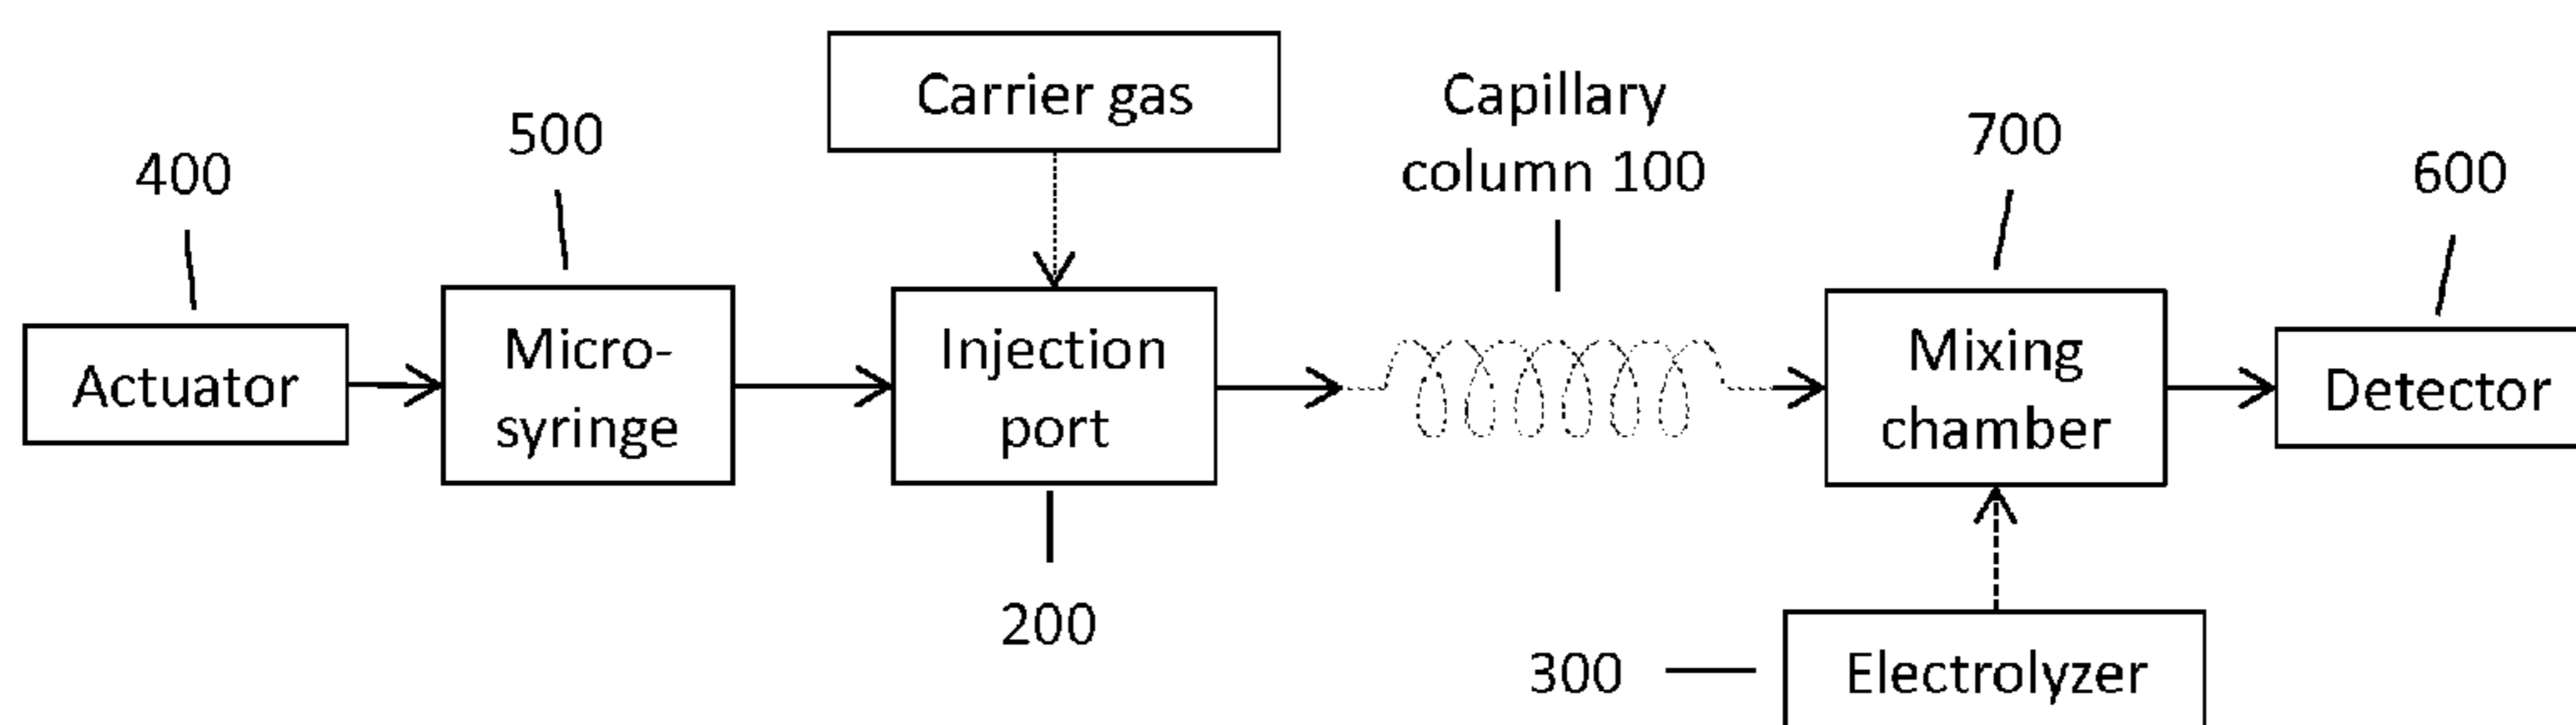 Carrier gas
Capillary
column 100
500
700
400
600
Actuator
Micro-
syringe
Injection
port
Mixing
chamber
Detector
200
300
Electrolyzer